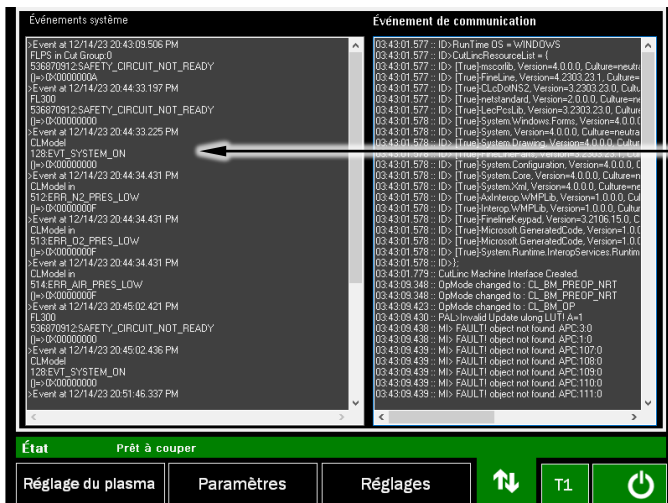 Événements système
>Event at 12/14/23 20:43:09.506 PM
FLPS in Cut Group:0
536870912:SAFETY_CIRCUIT_NOT_READY
()=>0X0000000A
>Event at 12/14/23 20:44:33.197 PM
FL300
536870912:SAFETY_CIRCUIT_NOT_READY
()=>0X00000000
>Event at 12/14/23 20:44:33.225 PM
CLModel
128:EVT_SYSTEM_ON
()=>0X00000000
>Event at 12/14/23 20:44:34.431 PM
CLModel in
512:ERR_N2_PRES_LOW
()=>0X0000000F
>Event at 12/14/23 20:44:34.431 PM
CLModel in
513:ERR_O2_PRES_LOW
()=>0X0000000F
>Event at 12/14/23 20:44:34.431 PM
CLModel in
514:ERR_AIR_PRES_LOW
()=>0X0000000F
>Event at 12/14/23 20:45:02.421 PM
FL300
536870912:SAFETY_CIRCUIT_NOT_READY
()=>0X00000000
>Event at 12/14/23 20:45:02.436 PM
CLModel
128:EVT_SYSTEM_ON
()=>0X00000000
>Event at 12/14/23 20:51:46.337 PM
Événement de communication
03:43:01.577 :: ID>RunTime OS = WINDOWS
03:43:01.577 :: ID>CutLincResourceList = {
03:43:01.577 :: ID> [True]-mscorlib, Version=4.0.0.0, Culture=neutra
03:43:01.577 :: ID> [True]-FineLine, Version=4.2303.23.1, Culture=
03:43:01.577 :: ID> [True]-CLcDotNS2, Version=3.2303.23.0, Cultu
03:43:01.577 :: ID> [True]-netstandard, Version=2.0.0.0, Culture=ne
03:43:01.577 :: ID> [True]-LecPcsLib, Version=3.2303.23.0, Culture=
03:43:01.578 :: ID> [True]-System.Windows.Forms, Version=4.0.0.0
03:43:01.578 :: ID> [True]-System, Version=4.0.0.0, Culture=neutra
03:43:01.578 :: ID> [True]-System.Drawing, Version=4.0.0.0, Culture
03:43:01.578 :: ID> [True]-FineLineParts, Version=3.2303.23.1, Cul
03:43:01.578 :: ID> [True]-System.Configuration, Version=4.0.0.0, C
03:43:01.578 :: ID> [True]-System.Core, Version=4.0.0.0, Culture=n
03:43:01.578 :: ID> [True]-System.Xml, Version=4.0.0.0, Culture=ne
03:43:01.578 :: ID> [True]-AxInterop.WMPLib, Version=1.0.0.0, Cul
03:43:01.578 :: ID> [True]-Interop.WMPLib, Version=1.0.0.0, Cultur
03:43:01.578 :: ID> [True]-FinelineKeypad, Version=3.2106.15.0, C
03:43:01.578 :: ID> [True]-Microsoft.GeneratedCode, Version=1.0.0
03:43:01.578 :: ID> [True]-Microsoft.GeneratedCode, Version=1.0.0
03:43:01.578 :: ID> [True]-System.Runtime.InteropServices.Runtim
03:43:01.578 :: ID>};
03:43:01.779 :: CutLinc Machine Interface Created.
03:43:09.348 :: OpMode changed to : CL_BM_PREOP_NRT
03:43:09.348 :: OpMode changed to : CL_BM_PREOP_NRT
03:43:09.423 :: OpMode changed to : CL_BM_OP
03:43:09.430 :: PAL>Invalid Update ulong LUT! A=1
03:43:09.438 :: MI> FAULT! object not found. APC:3:0
03:43:09.438 :: MI> FAULT! object not found. APC:1:0
03:43:09.438 :: MI> FAULT! object not found. APC:107:0
03:43:09.439 :: MI> FAULT! object not found. APC:108:0
03:43:09.439 :: MI> FAULT! object not found. APC:109:0
03:43:09.439 :: MI> FAULT! object not found. APC:110:0
03:43:09.439 :: MI> FAULT! object not found. APC:111:0
État Prêt à couper
Réglage du plasma
Paramètres
Réglages
T1